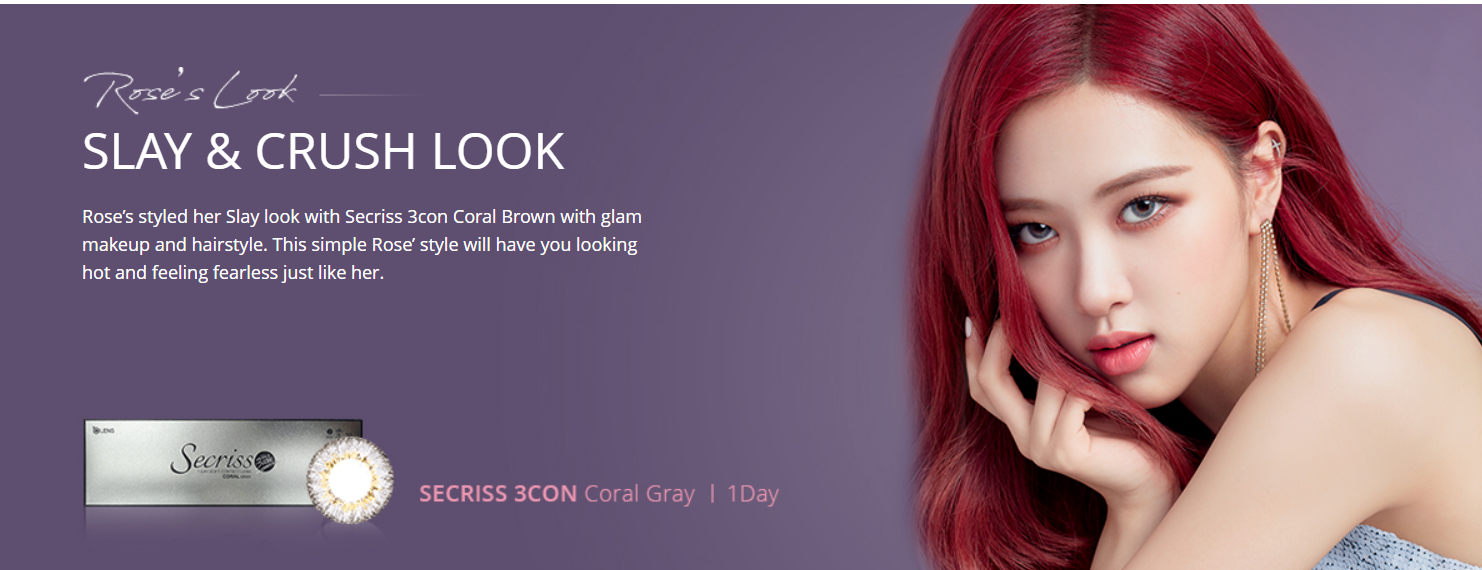 Rose's Look
SLAY & CRUSH LOOK
Rose’s styled her Slay look with Secriss 3con Coral Brown with glam
makeup and hairstyle. This simple Rose’ style will have you looking
hot and feeling fearless just like her.
LENS
Secriss
CORAL
SECRISS 3CON Coral Gray | 1Day